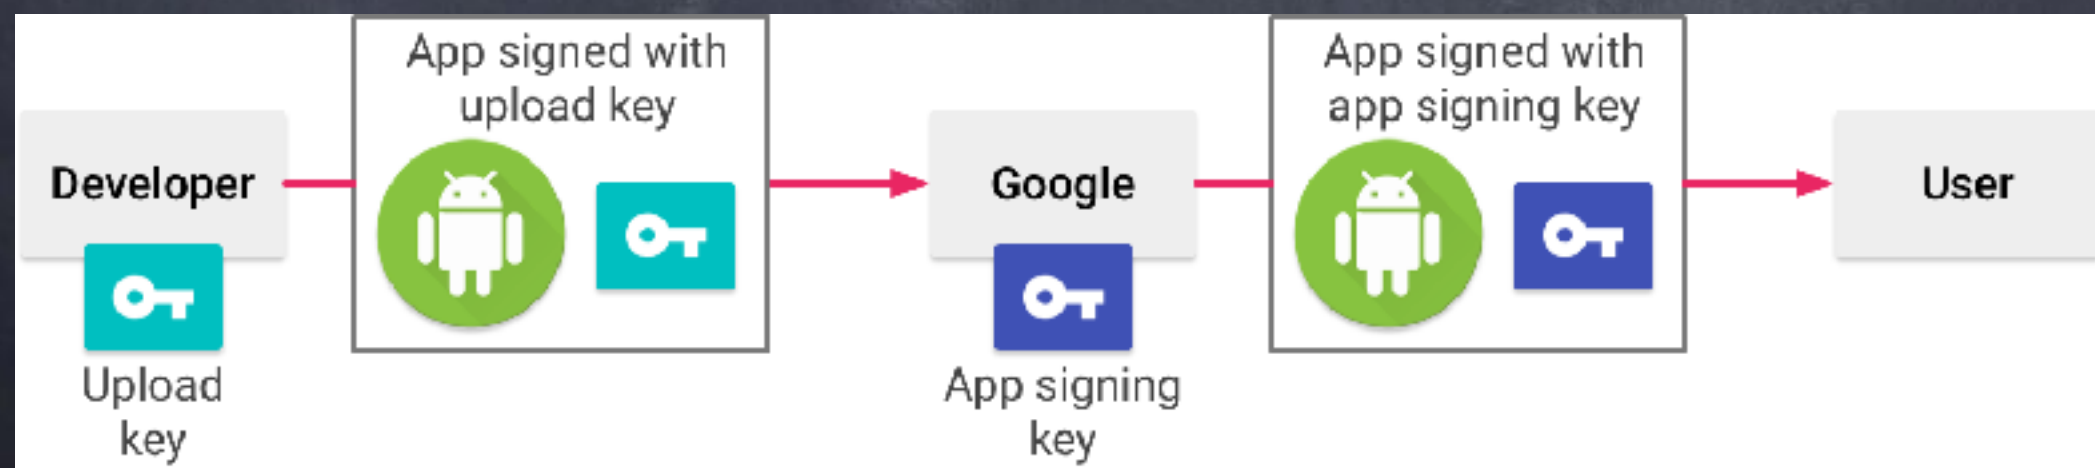 Developer
Upload
key
App signed with
upload key
Google
App signing
key
App signed with
app signing key
User